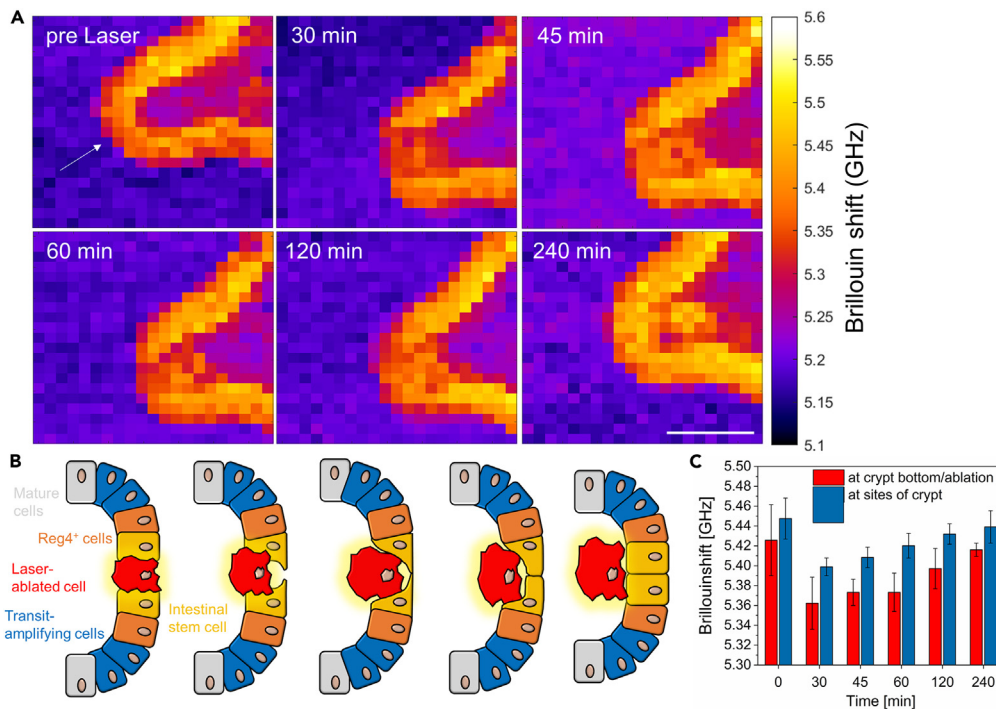 A
pre Laser
30 min
45 min
60 min
120 min
240 min
5.6
5.55
5.5
5.45
5.4
5.35
5.3
5.25
5.2
5.15
5.1
Brillouin shift (GHz)
B
Mature
cells
Reg4+ cells
Laser-
ablated cell
Transit-
amplifying cells
Intestinal
stem cell
C
at crypt bottom/ablation
at sites of crypt
5.50
5.48
5.46
5.44
5.42
5.40
5.38
5.36
5.34
5.32
5.30
Brillouinshift [GHz]
0 30 45 60 120 240
Time [min]